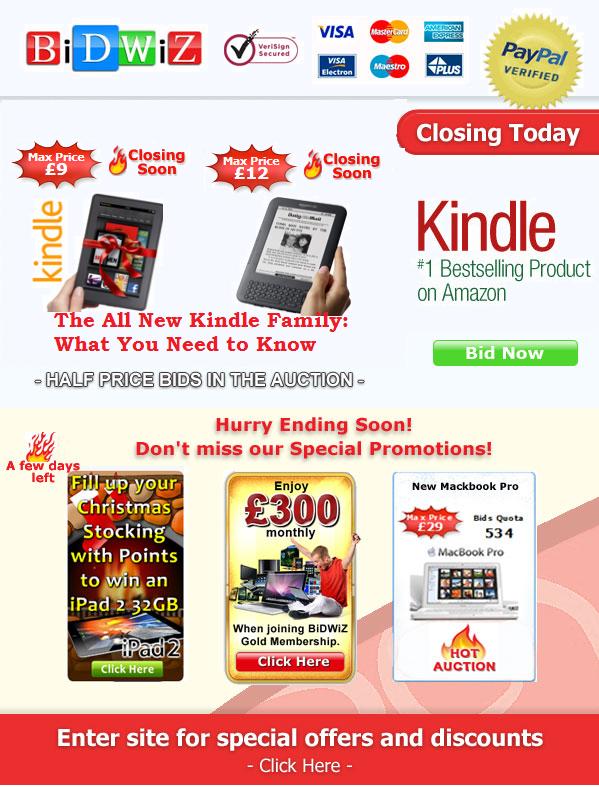 BiDWiZ
VeriSign
Secured
VISA
MasterCard
AMERICAN
EXPRESS
VISA
Electron
Maestro
PLUS
PayPal
VERIFIED
Closing Today
Max Price
£9
Closing
Soon
Max Price
£12
Closing
Soon
kindle
Daily Mail
Kindle
#1 Bestselling Product
on Amazon
The All New Kindle Family:
What You Need to Know
Bid Now
- HALF PRICE BIDS IN THE AUCTION -
Hurry Ending Soon!
Don't miss our Special Promotions!
A few days
left
Fill up your
Christmas
Stocking
with Points
to win an
iPad 2 32GB
iPad 2
Click Here
Enjoy
£300
monthly
When joining BiDWiZ
Gold Membership.
Click Here
New Mackbook Pro
Max Price
£29
Bids Quota
534
MacBook Pro
HOT
AUCTION
Enter site for special offers and discounts
- Click Here -